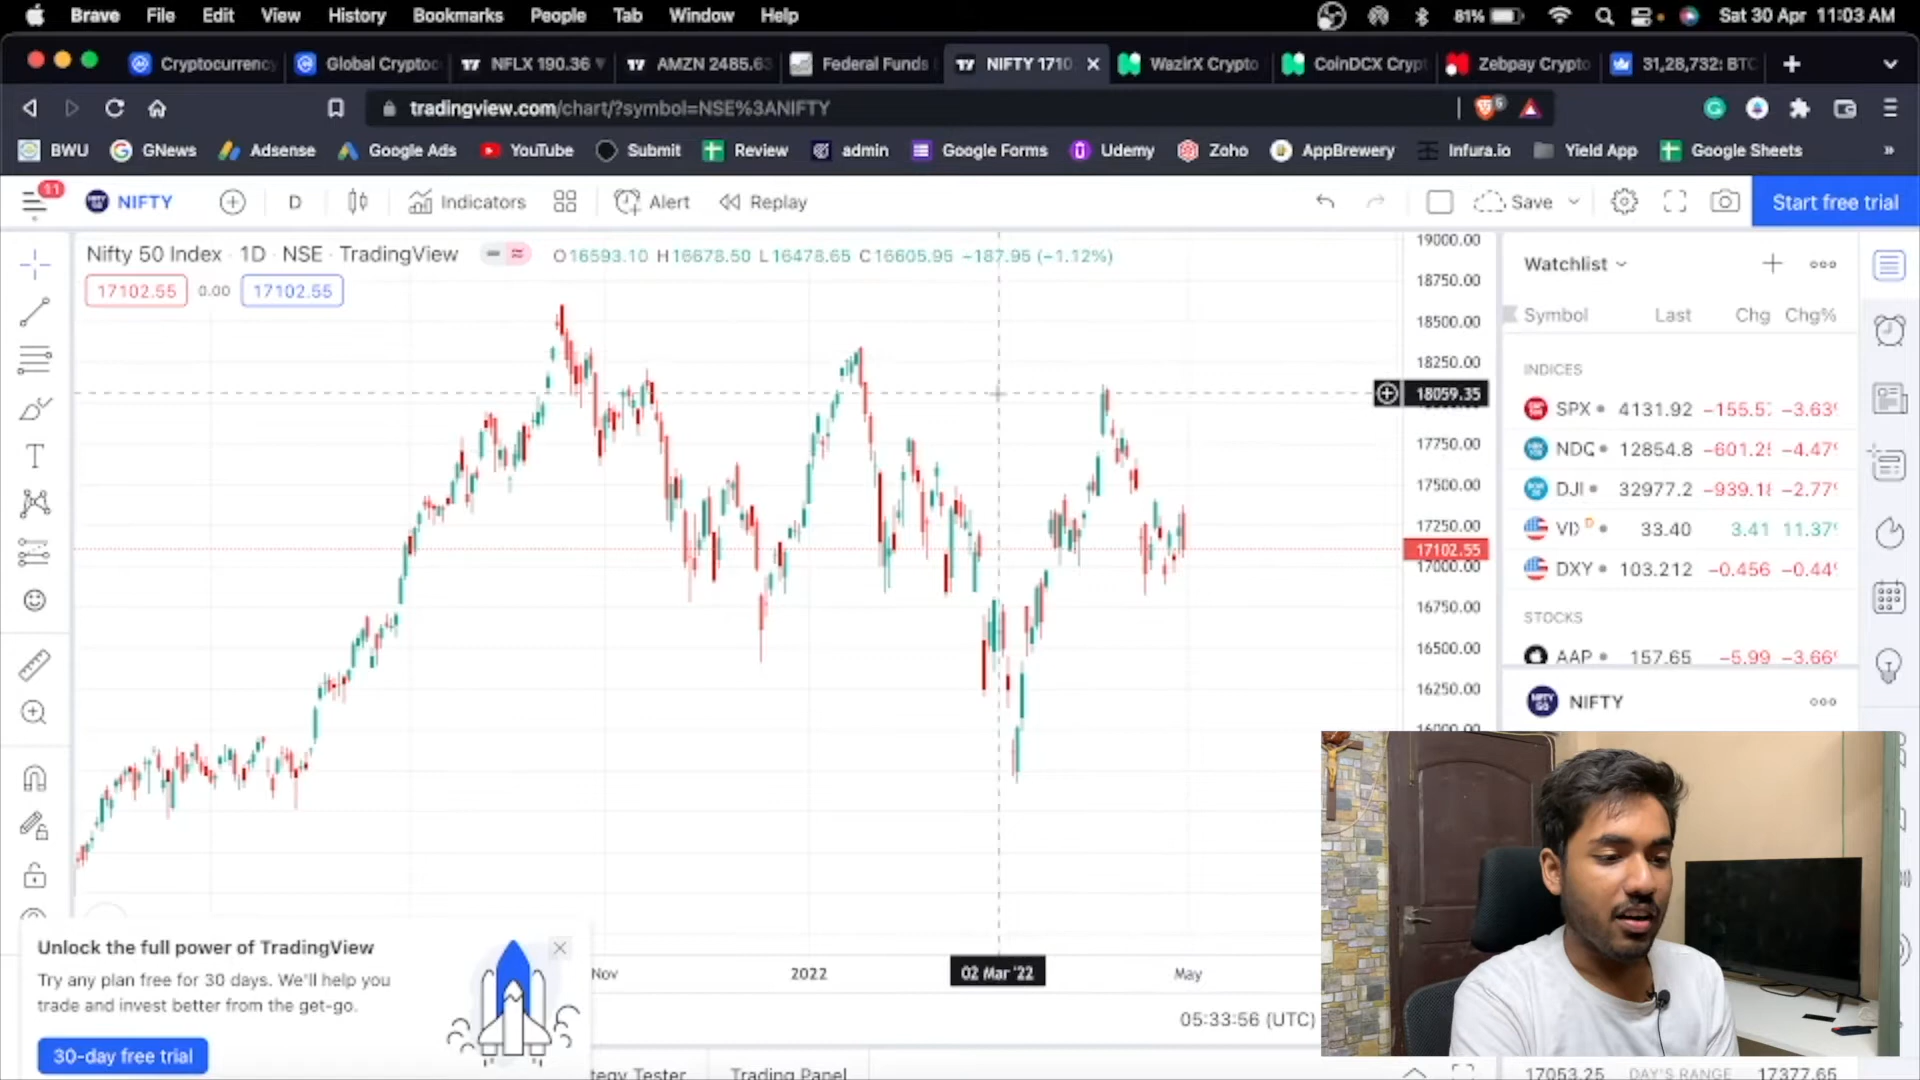 Brave File Edit View History Bookmarks People Tab Window Help 81% Sat 30 Apr 11:03 AM
Cryptocurrency Global Cryptoc NFLX 190.36 AMZN 2485.63 Federal Funds NIFTY 1710 WazirX Crypto CoinDCX Crypt Zebpay Crypto 31,28,732: BTC
tradingview.com/chart/?symbol=NSE%3ANIFTY
BWU GNews Adsense Google Ads YouTube Submit Review admin Google Forms Udemy Zoho AppBrewery Infura.io Yield App Google Sheets »
11 NIFTY D Indicators Alert Replay Save Start free trial
Nifty 50 Index · 1D · NSE · TradingView O16593.10 H16678.50 L16478.65 C16605.95 −187.95 (−1.12%)
17102.55 0.00 17102.55
19000.00
18750.00
18500.00
18250.00
18059.35
17750.00
17500.00
17250.00
17102.55
17000.00
16750.00
16500.00
16250.00
16000.00
Watchlist
Symbol Last Chg Chg%
INDICES
SPX 4131.92 −155.5 −3.63
NDQ 12854.8 −601.2 −4.47
DJI 32977.2 −939.1 −2.77
VI D 33.40 3.41 11.37
DXY 103.212 −0.456 −0.44
STOCKS
AAP 157.65 −5.99 −3.66
NIFTY
Nov 2022 02 Mar '22 May
05:33:56 (UTC)
Unlock the full power of TradingView
Try any plan free for 30 days. We'll help you
trade and invest better from the get-go.
30-day free trial
tegy Tester Trading Panel
17053.25 DAY'S RANGE 17377.65